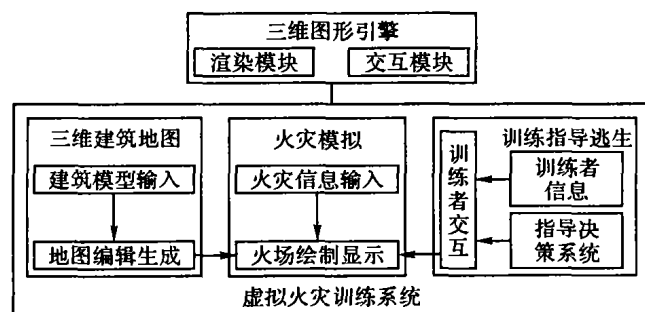 三维图形引擎
渲染模块
交互模块
三维建筑地图
建筑模型输入
地图编辑生成
火灾模拟
火灾信息输入
火场绘制显示
训练指导逃生
训练者交互
训练者
信息
指导决
策系统
虚拟火灾训练系统